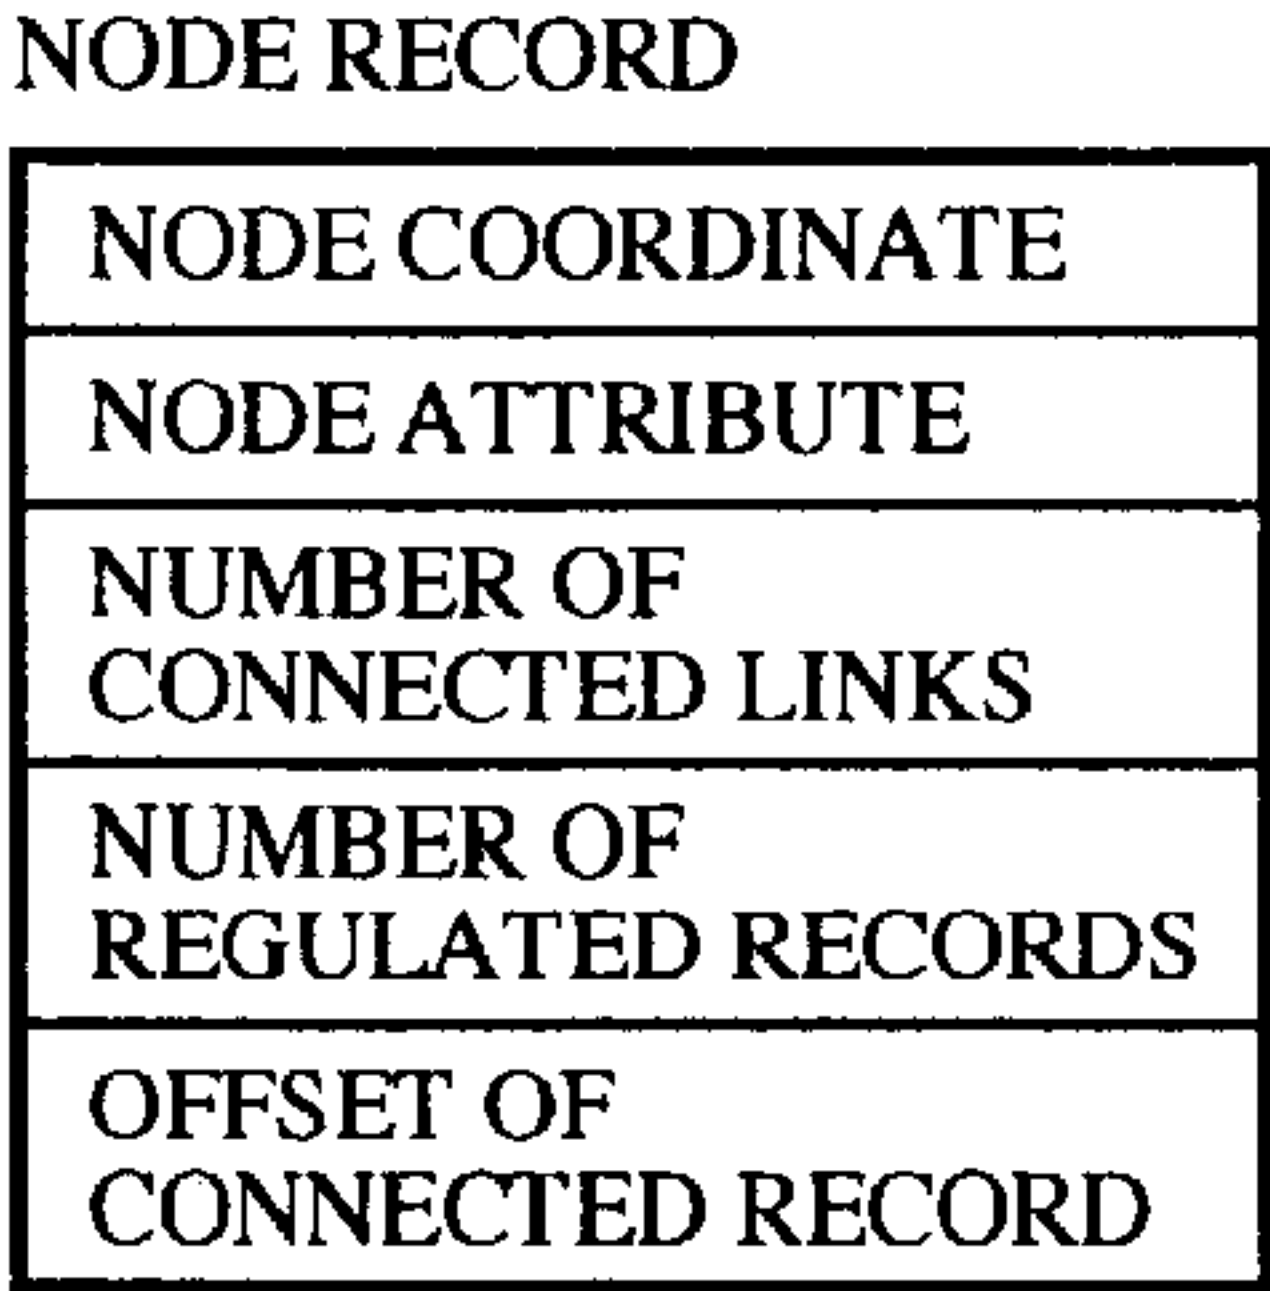 NODE RECORD
NODE COORDINATE
NODE ATTRIBUTE
NUMBER OF
CONNECTED LINKS
NUMBER OF
REGULATED RECORDS
OFFSET OF
CONNECTED RECORD